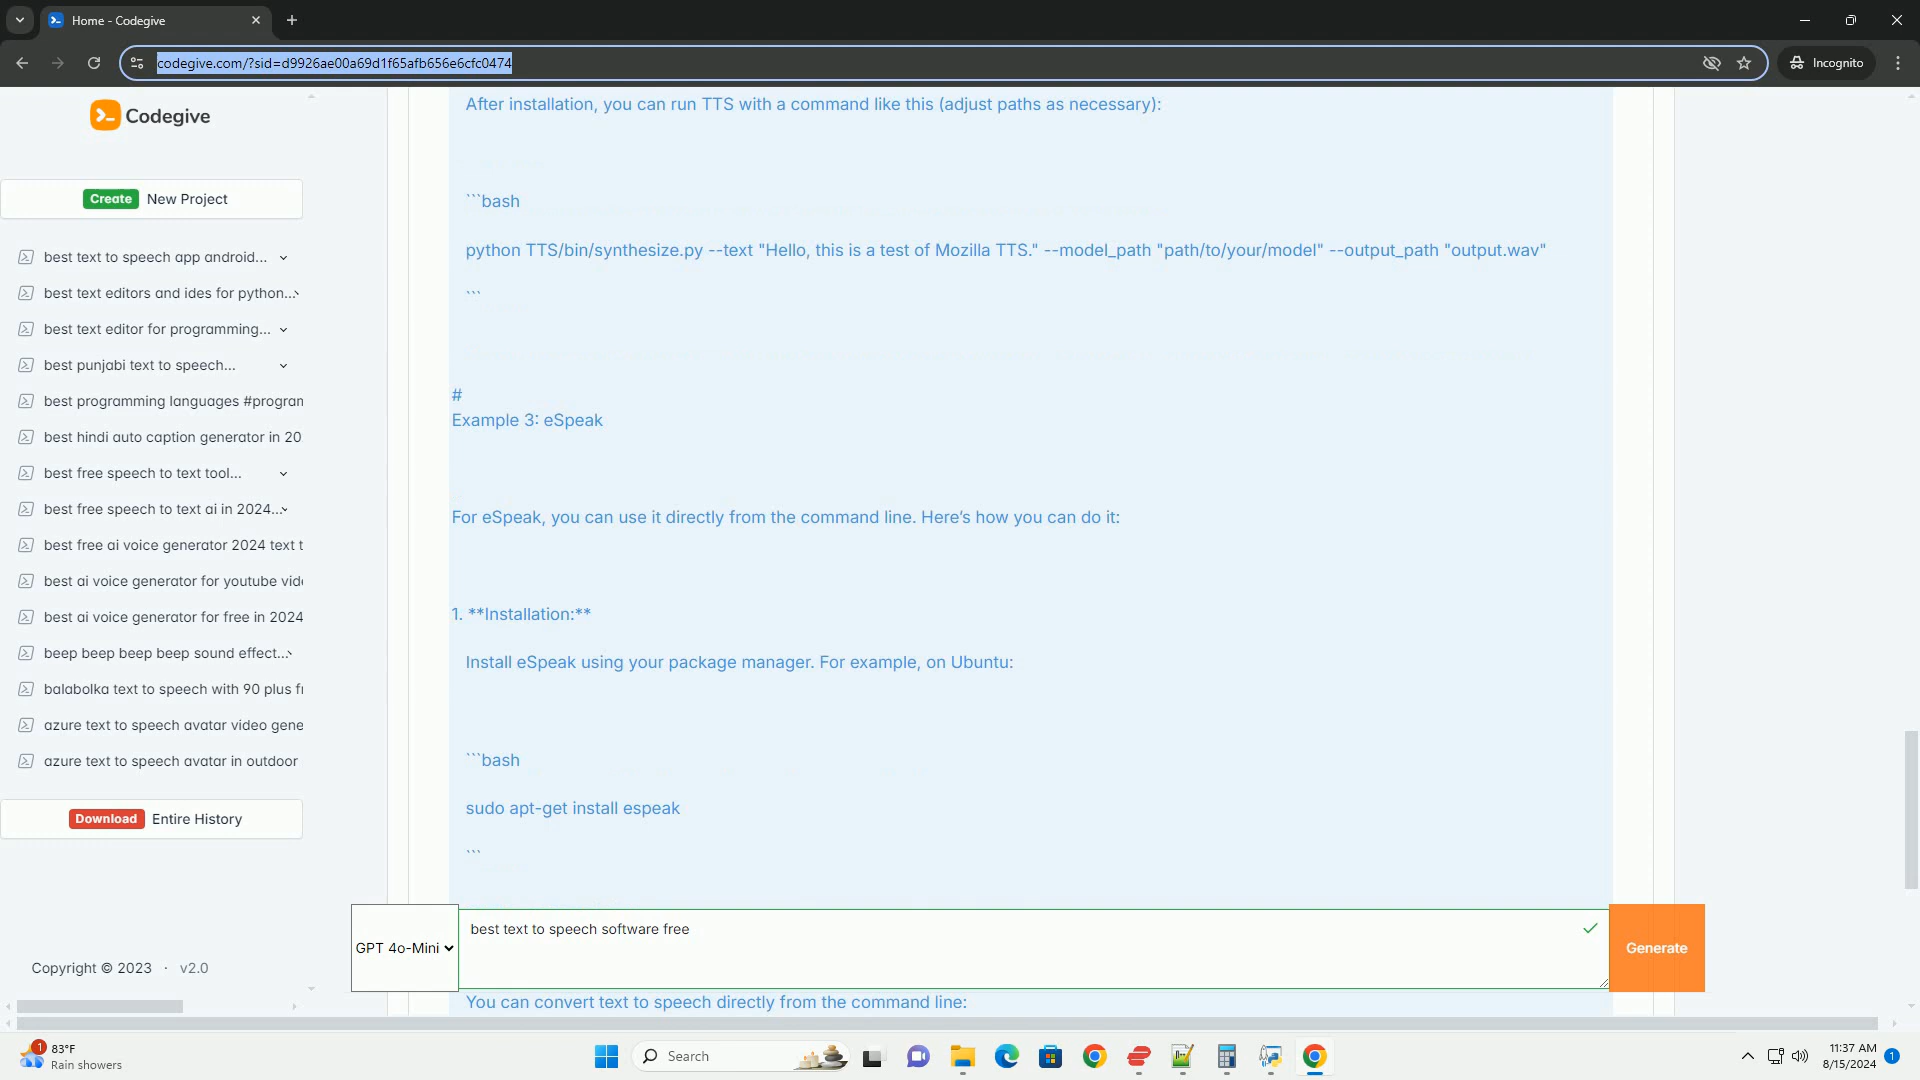 Home - Codegive
codegive.com/?sid=d9926ae00a69d1f65afb656e6cfc0474
Incognito
Codegive
Create New Project
best text to speech app android...
best text editors and ides for python...
best text editor for programming...
best punjabi text to speech...
best programming languages #program
best hindi auto caption generator in 20
best free speech to text tool...
best free speech to text ai in 2024...
best free ai voice generator 2024 text t
best ai voice generator for youtube vide
best ai voice generator for free in 2024
beep beep beep beep sound effect...
balabolka text to speech with 90 plus fr
azure text to speech avatar video gene
azure text to speech avatar in outdoor
Download Entire History
Copyright © 2023 · v2.0
After installation, you can run TTS with a command like this (adjust paths as necessary):
```bash
python TTS/bin/synthesize.py --text "Hello, this is a test of Mozilla TTS." --model_path "path/to/your/model" --output_path "output.wav"
```
#
Example 3: eSpeak
For eSpeak, you can use it directly from the command line. Here's how you can do it:
1. **Installation:**
Install eSpeak using your package manager. For example, on Ubuntu:
```bash
sudo apt-get install espeak
```
GPT 4o-Mini
best text to speech software free
Generate
You can convert text to speech directly from the command line:
1
83°F
Rain showers
Search
11:37 AM
8/15/2024
1